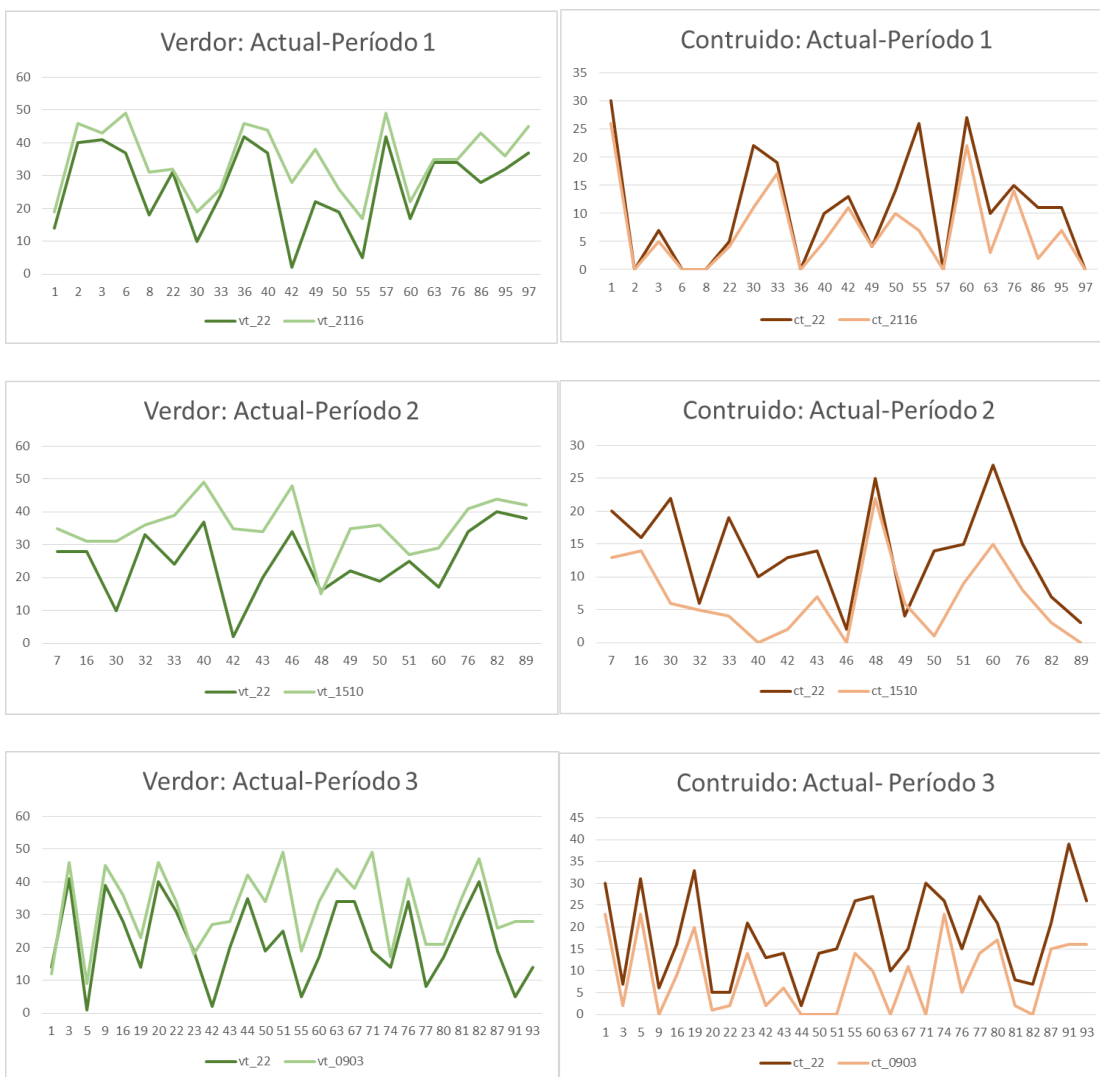 Verdor: Actual-Período 1
60
50
40
30
20
10
0
1 2 3 6 8 22 30 33 36 40 42 49 50 55 57 60 63 76 86 95 97
vt_22 vt_2116
Contruido: Actual-Período 1
35
30
25
20
15
10
5
0
1 2 3 6 8 22 30 33 36 40 42 49 50 55 57 60 63 76 86 95 97
ct_22 ct_2116
Verdor: Actual-Período 2
60
50
40
30
20
10
0
7 16 30 32 33 40 42 43 46 48 49 50 51 60 76 82 89
vt_22 vt_1510
Contruido: Actual-Período 2
30
25
20
15
10
5
0
7 16 30 32 33 40 42 43 46 48 49 50 51 60 76 82 89
ct_22 ct_1510
Verdor: Actual-Período 3
60
50
40
30
20
10
0
1 3 5 9 16 19 20 22 23 42 43 44 50 51 55 60 63 67 71 74 76 77 80 81 82 87 91 93
vt_22 vt_0903
Contruido: Actual- Período 3
45
40
35
30
25
20
15
10
5
0
1 3 5 9 16 19 20 22 23 42 43 44 50 51 55 60 63 67 71 74 76 77 80 81 82 87 91 93
ct_22 ct_0903